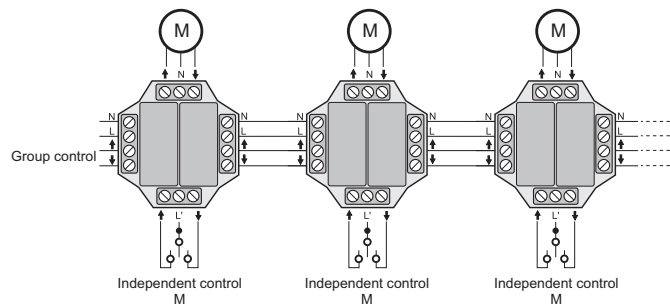 M M M
N N N
N N N N N N
L L L L L L
Group control
L' L' L'
Independent control Independent control Independent control
M M M